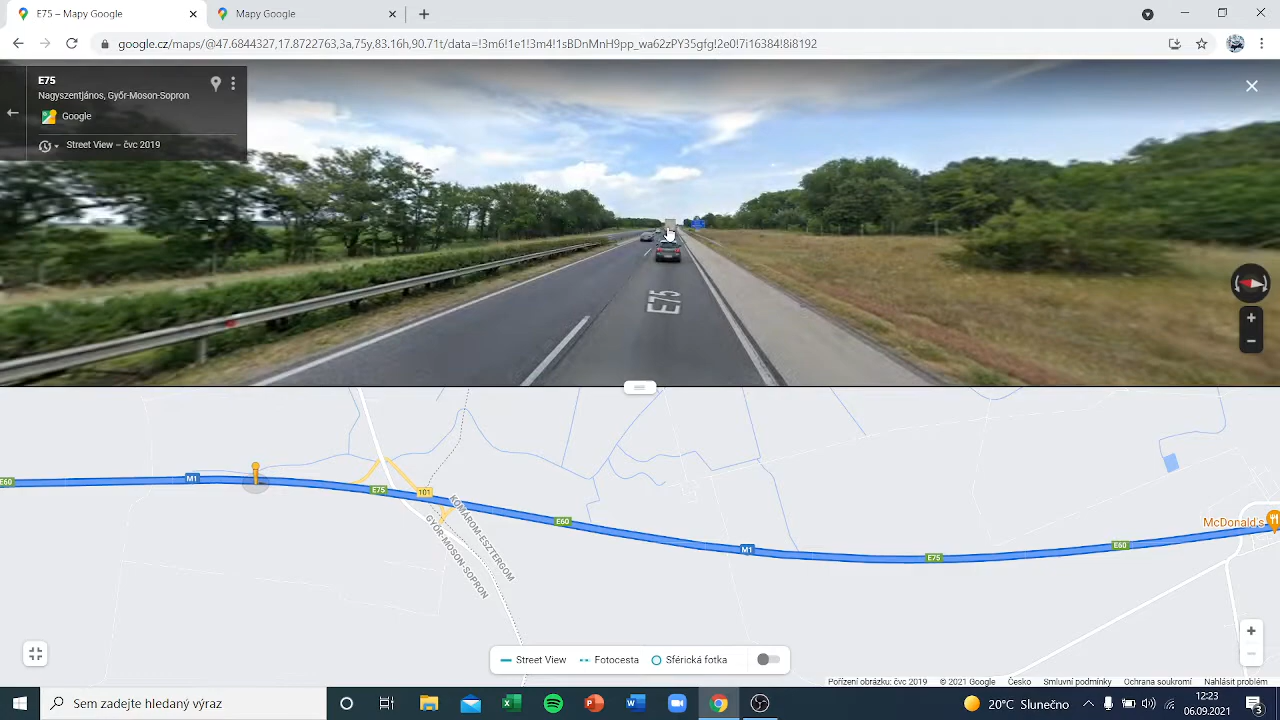 E75 – Mapy Google
Mapy Google
google.cz/maps/@47.6844327,17.8722763,3a,75y,83.16h,90.71t/data=!3m6!1e1!3m4!1sBDnMnH9pp_wa62zPY35gfg!2e0!7i16384!8i8192
E75
Nagyszentjános, Győr-Moson-Sopron
Google
Street View – čvc 2019
E75
E60
M1
E75
101
KOMÁROM-ESZTERGOM
GYŐR-MOSON-SOPRON
E60
M1
E75
E60
McDonald's
Street View
Fotocesta
Sférická fotka
Pořízení obrázku: čvc 2019
© 2021 Google
Česko
Smluvní podmínky
Ochrana soukromí
Nahlásit problém
Sem zadejte hledaný výraz
20°C Slunečno
12:23
06.09.2021
3